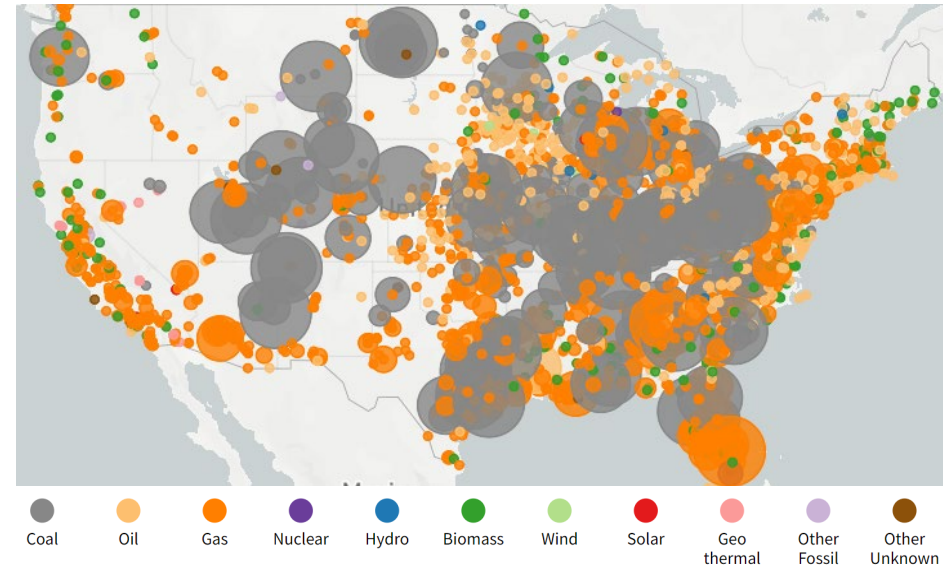 Coal
Oil
Gas
Nuclear
Hydro
Biomass
Wind
Solar
Geo
thermal
Other
Fossil
Other
Unknown